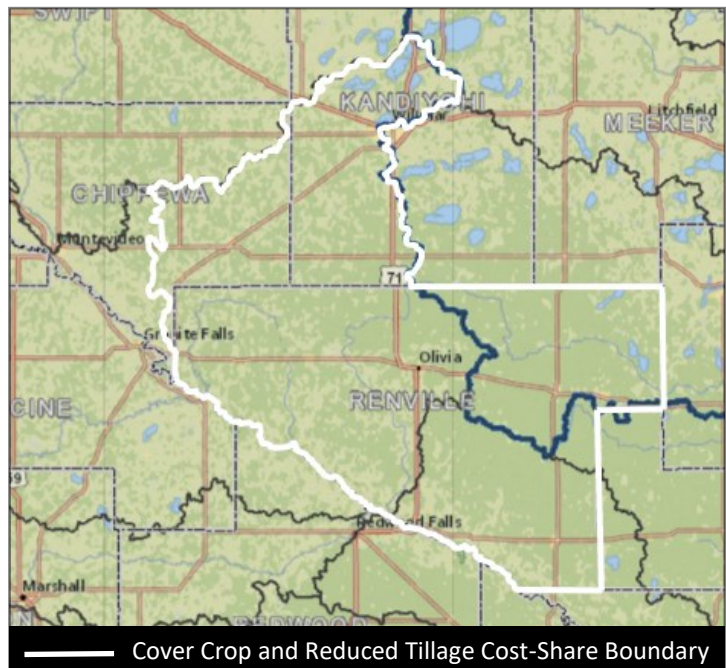 SWIFT
KANDIYOHI
Litchfield
MEEKER
CHIPPEWA
Montevideo
71
Granite Falls
Olivia
CINE
RENVILLE
Redwood Falls
Marshall
REDWOOD
Cover Crop and Reduced Tillage Cost-Share Boundary